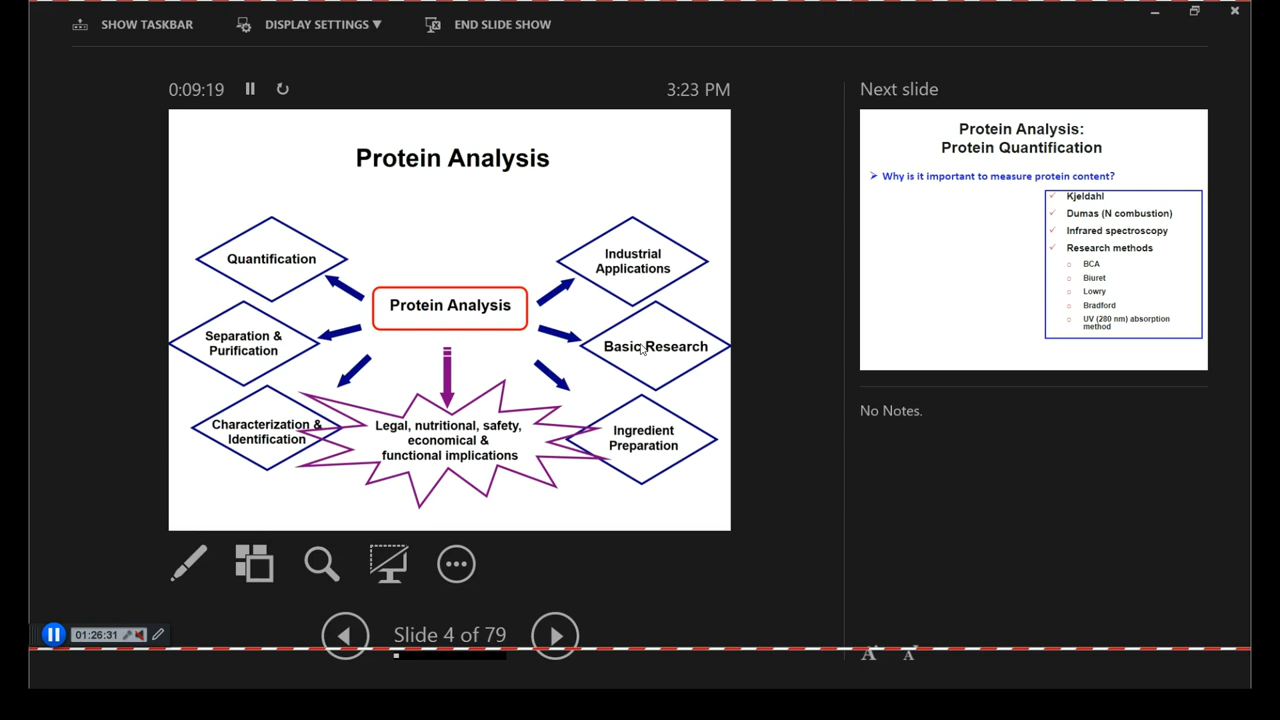 SHOW TASKBAR
DISPLAY SETTINGS ▼
END SLIDE SHOW
0:09:19
3:23 PM
Protein Analysis
Quantification
Separation &
Purification
Characterization &
Identification
Protein Analysis
Legal, nutritional, safety,
economical &
functional implications
Industrial
Applications
Basic Research
Ingredient
Preparation
Next slide
Protein Analysis:
Protein Quantification
➢ Why is it important to measure protein content?
✓ Kjeldahl
✓ Dumas (N combustion)
✓ Infrared spectroscopy
✓ Research methods
○ BCA
○ Biuret
○ Lowry
○ Bradford
○ UV (280 nm) absorption
method
No Notes.
01:26:31
Slide 4 of 79
A A